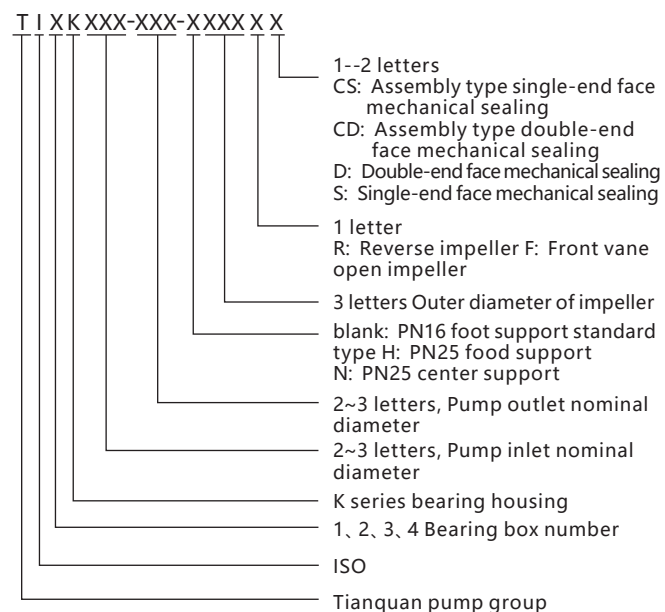 T I X K XXX-XXX-X XXX X X
1--2 letters
CS: Assembly type single-end face
mechanical sealing
CD: Assembly type double-end
face mechanical sealing
D: Double-end face mechanical sealing
S: Single-end face mechanical sealing
1 letter
R: Reverse impeller F: Front vane
open impeller
3 letters Outer diameter of impeller
blank: PN16 foot support standard
type H: PN25 food support
N: PN25 center support
2~3 letters, Pump outlet nominal
diameter
2~3 letters, Pump inlet nominal
diameter
K series bearing housing
1、2、3、4 Bearing box number
ISO
Tianquan pump group